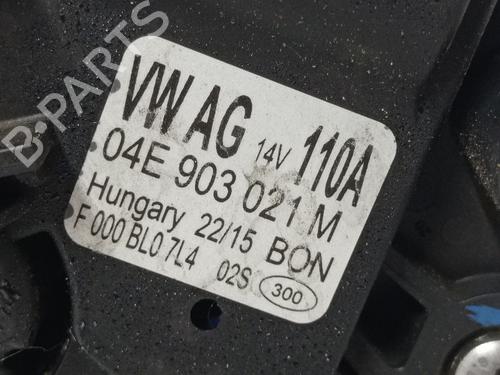 B-PARTS
VW AG 14V 110A
04E 903 021 M
Hungary 22/15 BON
F 000 BL0 7L4 02S 300